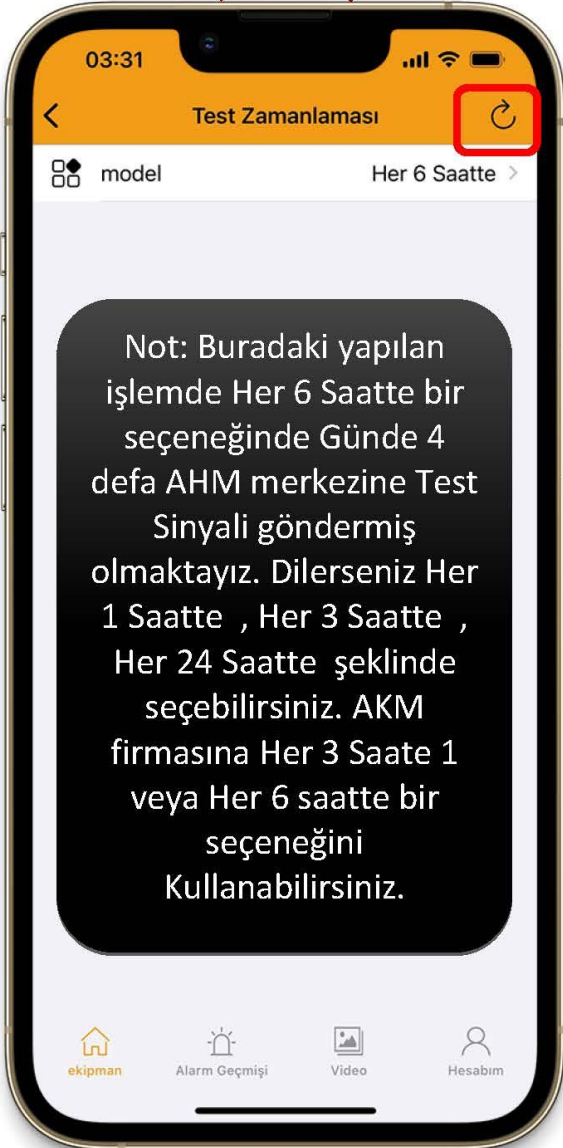 03:31
Test Zamanlaması
model Her 6 Saatte
Not: Buradaki yapılan
işlemde Her 6 Saatte bir
seçeneğinde Günde 4
defa AHM merkezine Test
Sinyali göndermiş
olmaktayız. Dilerseniz Her
1 Saatte , Her 3 Saatte ,
Her 24 Saatte şeklinde
seçebilirsiniz. AKM
firmasına Her 3 Saate 1
veya Her 6 saatte bir
seçeneğini
Kullanabilirsiniz.
ekipman Alarm Geçmişi Video Hesabım